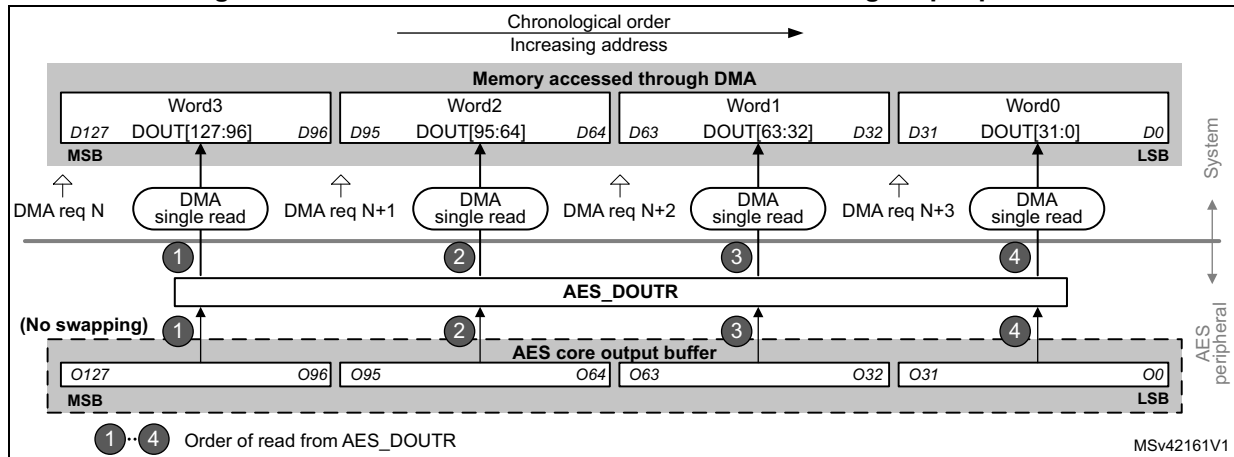 Chronological order
Increasing address
Memory accessed through DMA
Word3 Word2 Word1 Word0
D127 DOUT[127:96] D96 D95 DOUT[95:64] D64 D63 DOUT[63:32] D32 D31 DOUT[31:0] D0
MSB LSB
System
DMA req N DMA single read DMA req N+1 DMA single read DMA req N+2 DMA single read DMA req N+3 DMA single read
1 2 3 4
AES_DOUTR
(No swapping)
1 2 3 4
AES peripheral
AES core output buffer
O127 O96 O95 O64 O63 O32 O31 O0
MSB LSB
1··4 Order of read from AES_DOUTR
MSv42161V1